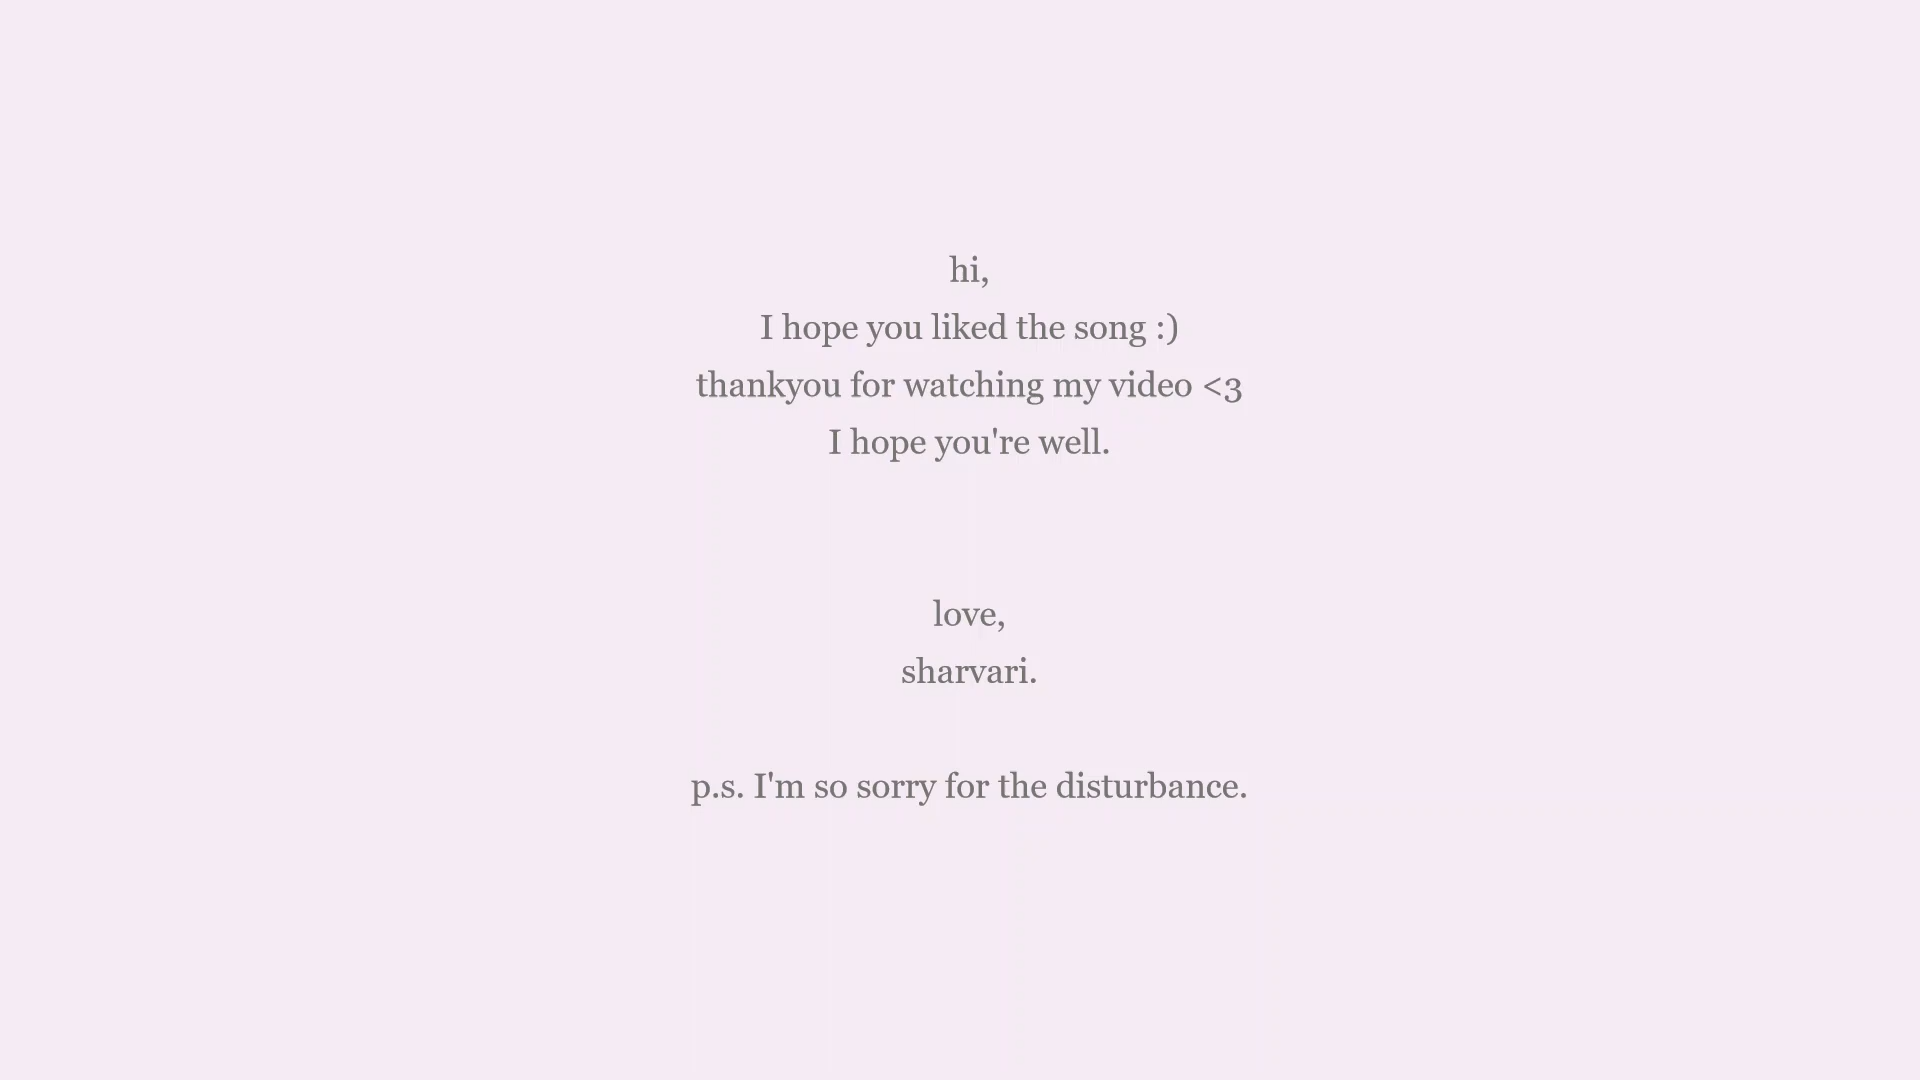 hi,
I hope you liked the song :)
thankyou for watching my video <3
I hope you're well.
love,
sharvari.
p.s. I'm so sorry for the disturbance.